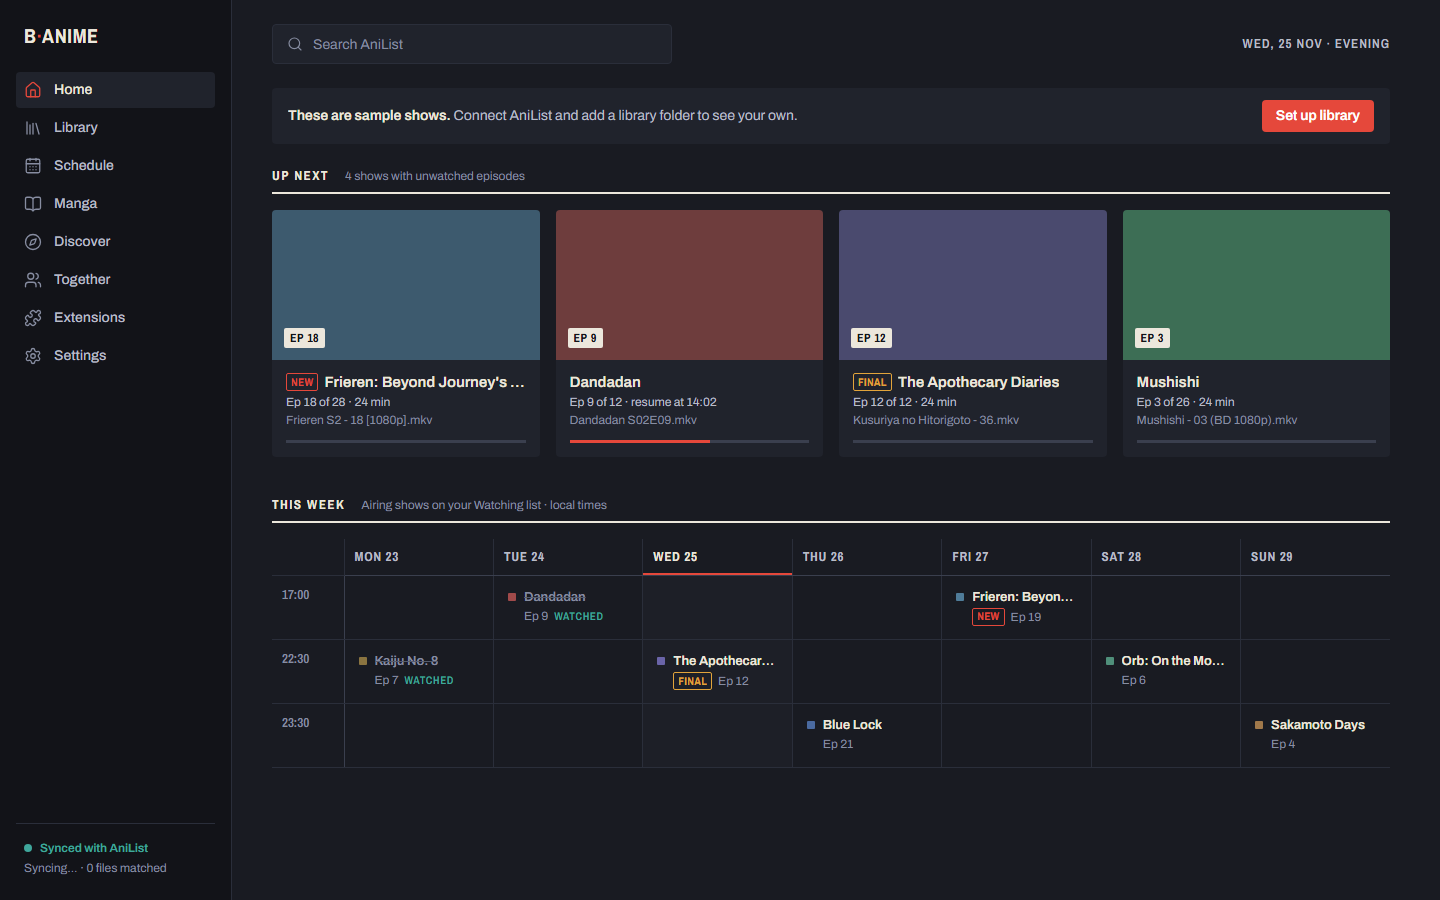 B·ANIME
Home
Library
Schedule
Manga
Discover
Together
Extensions
Settings
Synced with AniList
Syncing... · 0 files matched
Search AniList
WED, 25 NOV · EVENING
These are sample shows. Connect AniList and add a library folder to see your own.
Set up library
UP NEXT 4 shows with unwatched episodes
EP 18
NEW Frieren: Beyond Journey's ...
Ep 18 of 28 · 24 min
Frieren S2 - 18 [1080p].mkv
EP 9
Dandadan
Ep 9 of 12 · resume at 14:02
Dandadan S02E09.mkv
EP 12
FINAL The Apothecary Diaries
Ep 12 of 12 · 24 min
Kusuriya no Hitorigoto - 36.mkv
EP 3
Mushishi
Ep 3 of 26 · 24 min
Mushishi - 03 (BD 1080p).mkv
THIS WEEK Airing shows on your Watching list · local times
MON 23 TUE 24 WED 25 THU 26 FRI 27 SAT 28 SUN 29
17:00
Dandadan
Ep 9 WATCHED
Frieren: Beyon...
NEW Ep 19
22:30
Kaiju No. 8
Ep 7 WATCHED
The Apothecar...
FINAL Ep 12
Orb: On the Mo...
Ep 6
23:30
Blue Lock
Ep 21
Sakamoto Days
Ep 4